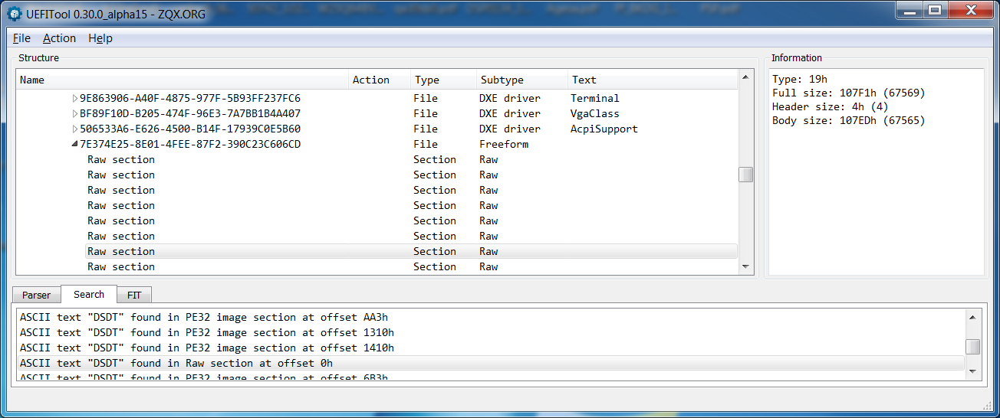 UEFITool 0.30.0_alpha15 - ZQX.ORG
File Action Help
Structure
Name Action Type Subtype Text
9E863906-A40F-4875-977F-5B93FF237FC6 File DXE driver Terminal
BF89F10D-B205-474F-96E3-7A7BB1B4A407 File DXE driver VgaClass
506533A6-E626-4500-B14F-17939C0E5B60 File DXE driver AcpiSupport
7E374E25-8E01-4FEE-87F2-390C23C606CD File Freeform
Raw section Section Raw
Raw section Section Raw
Raw section Section Raw
Raw section Section Raw
Raw section Section Raw
Raw section Section Raw
Raw section Section Raw
Raw section Section Raw
Information
Type: 19h
Full size: 107F1h (67569)
Header size: 4h (4)
Body size: 107EDh (67565)
Parser Search FIT
ASCII text "DSDT" found in PE32 image section at offset AA3h
ASCII text "DSDT" found in PE32 image section at offset 1310h
ASCII text "DSDT" found in PE32 image section at offset 1410h
ASCII text "DSDT" found in Raw section at offset 0h
ASCII text "DSDT" found in PE32 image section at offset 6B3h